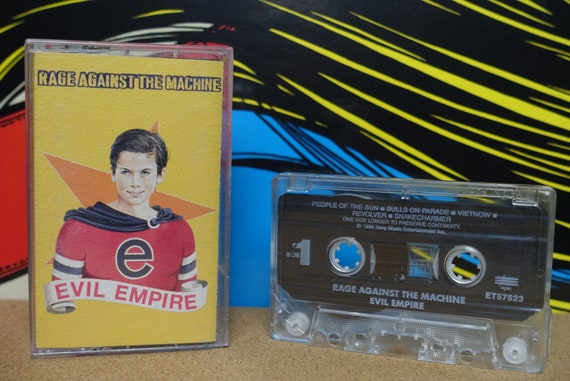 RAGE AGAINST THE MACHINE
e
EVIL EMPIRE
PEOPLE OF THE SUN • BULLS ON PARADE • VIETNOW •
REVOLVER • SNAKECHARMER
ONE SIDE LONGER TO PRESERVE CONTINUITY.
© 1996 Sony Music Entertainment Inc.
SIDE 1
epic
RAGE AGAINST THE MACHINE
EVIL EMPIRE
ET57523